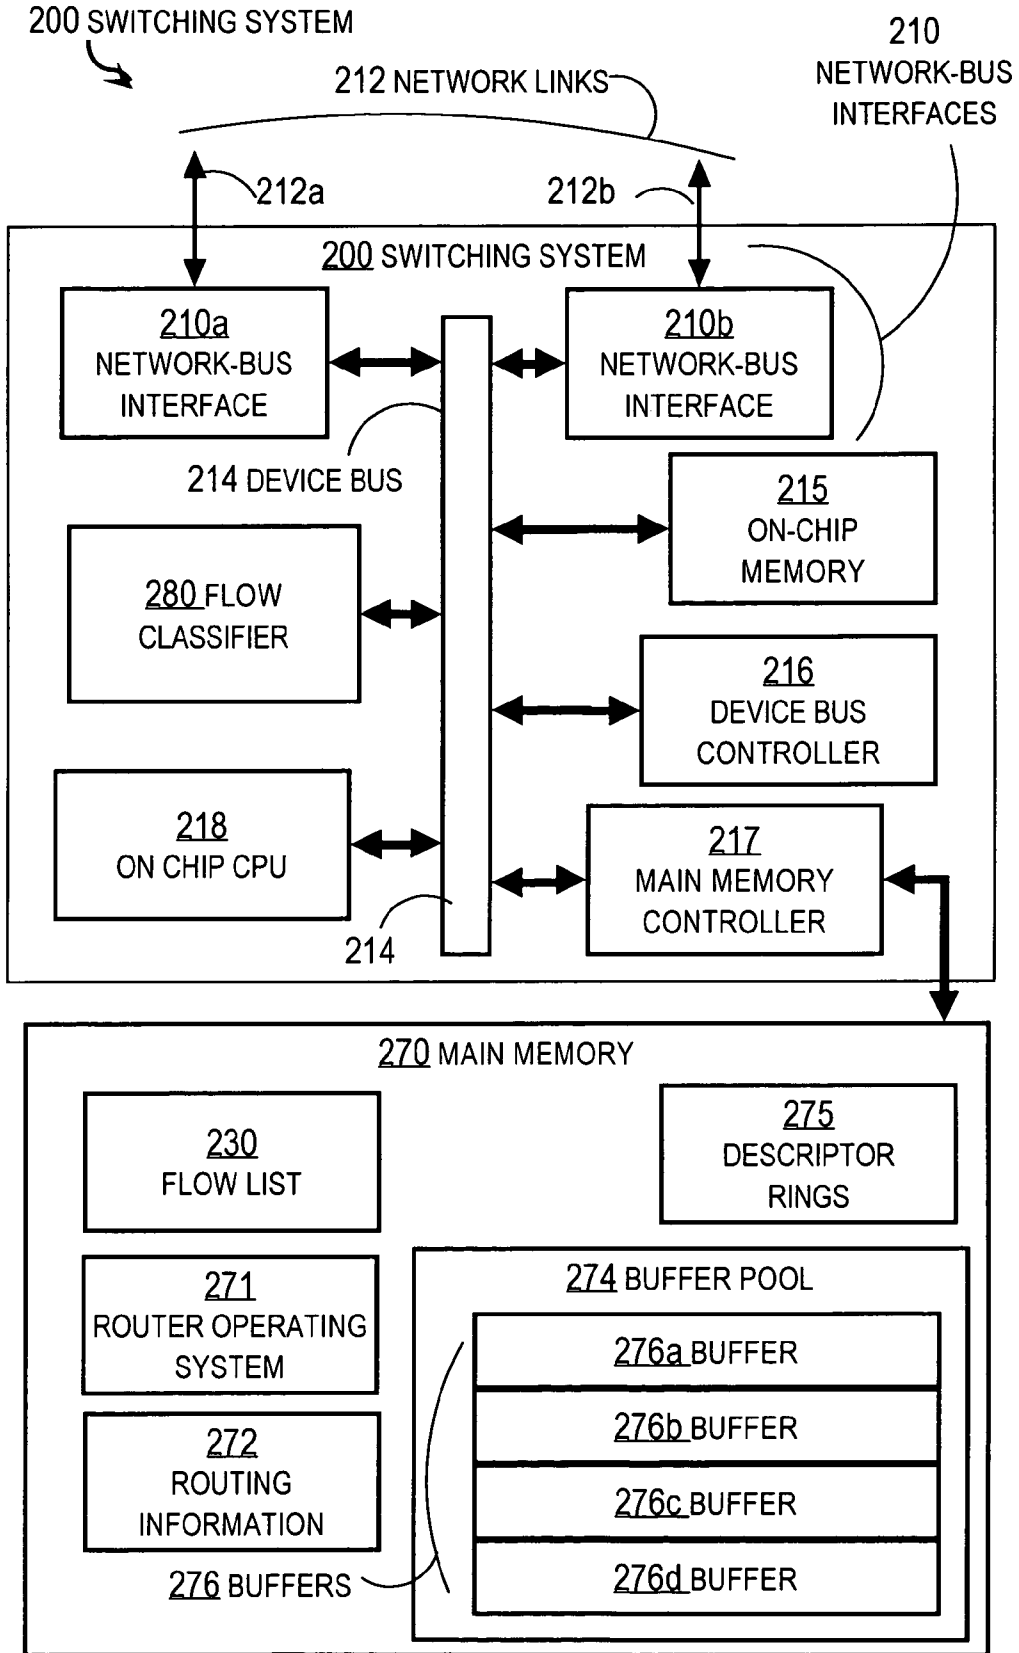 200 SWITCHING SYSTEM
210
NETWORK-BUS
INTERFACES
212 NETWORK LINKS
212a
212b
200 SWITCHING SYSTEM
210a
NETWORK-BUS
INTERFACE
210b
NETWORK-BUS
INTERFACE
214 DEVICE BUS
215
ON-CHIP
MEMORY
280 FLOW
CLASSIFIER
216
DEVICE BUS
CONTROLLER
218
ON CHIP CPU
217
MAIN MEMORY
CONTROLLER
214
270 MAIN MEMORY
230
FLOW LIST
275
DESCRIPTOR
RINGS
271
ROUTER OPERATING
SYSTEM
274 BUFFER POOL
276a BUFFER
276b BUFFER
276c BUFFER
276d BUFFER
272
ROUTING
INFORMATION
276 BUFFERS